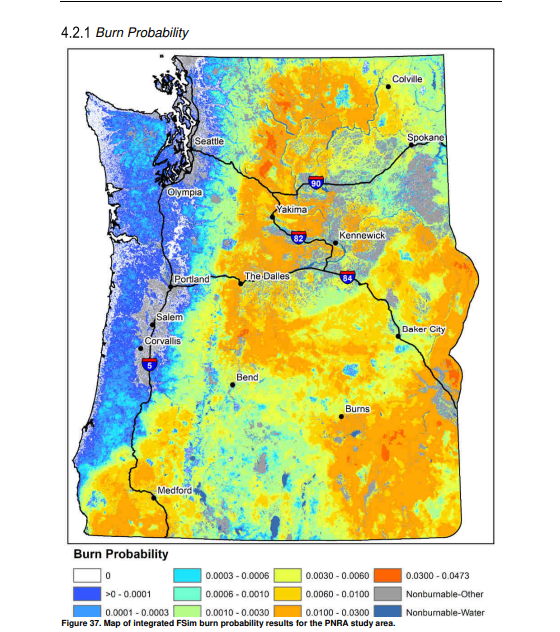 4.2.1 Burn Probability
Colville
Seattle
Spokane
90
Olympia
Yakima
82
Kennewick
Portland
The Dalles
84
Salem
Baker City
Corvallis
5
Bend
Burns
Medford
Burn Probability
0
0.0003 - 0.0006
0.0030 - 0.0060
0.0300 - 0.0473
>0 - 0.0001
0.0006 - 0.0010
0.0060 - 0.0100
Nonburnable-Other
0.0001 - 0.0003
0.0010 - 0.0030
0.0100 - 0.0300
Nonburnable-Water
Figure 37. Map of integrated FSim burn probability results for the PNRA study area.